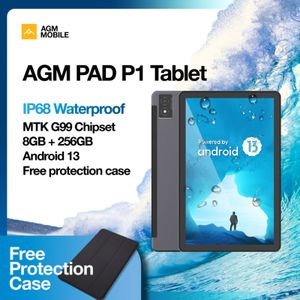 AGM
MOBILE
AGM PAD P1 Tablet
IP68 Waterproof
MTK G99 Chipset
8GB + 256GB
Android 13
Free protection case
Powered by
android 13
Free
Protection
Case